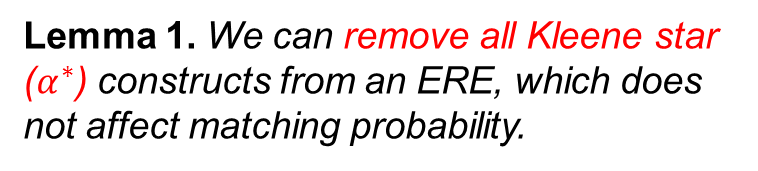 Lemma 1. We can remove all Kleene star
(α*) constructs from an ERE, which does
not affect matching probability.